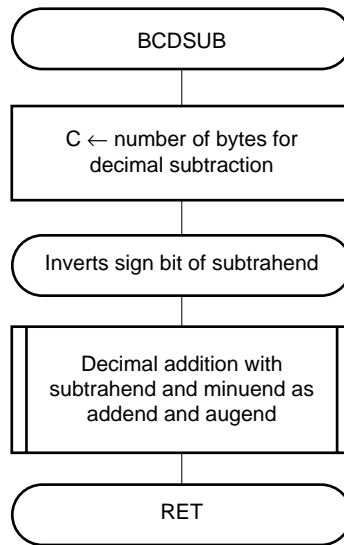 BCDSUB
C ← number of bytes for
decimal subtraction
Inverts sign bit of subtrahend
Decimal addition with
subtrahend and minuend as
addend and augend
RET